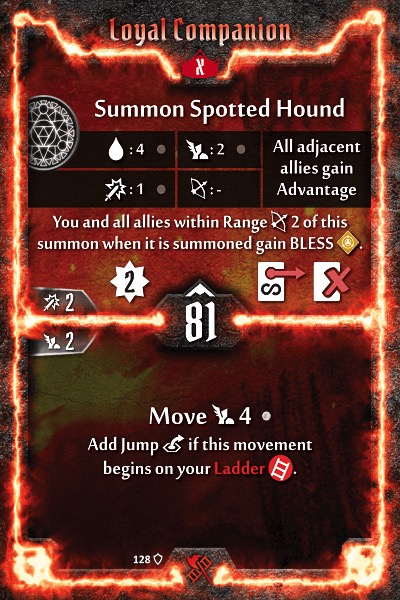 Loyal Companion
X
Summon Spotted Hound
: 4
: 2
All adjacent
allies gain
Advantage
: 1
: -
You and all allies within Range 2 of this
summon when it is summoned gain BLESS .
2
2
81
2
Move 4
Add Jump if this movement
begins on your Ladder .
128